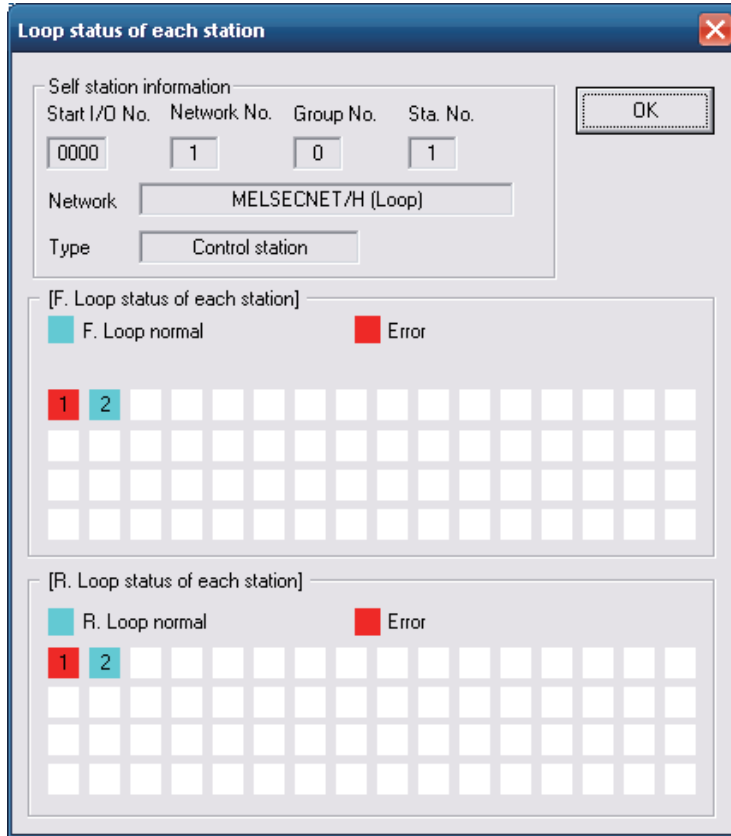 Loop status of each station
Self station information
Start I/O No. Network No. Group No. Sta. No.
0000 1 0 1
OK
Network MELSECNET/H (Loop)
Type Control station
[F. Loop status of each station]
F. Loop normal Error
1 2
[R. Loop status of each station]
R. Loop normal Error
1 2